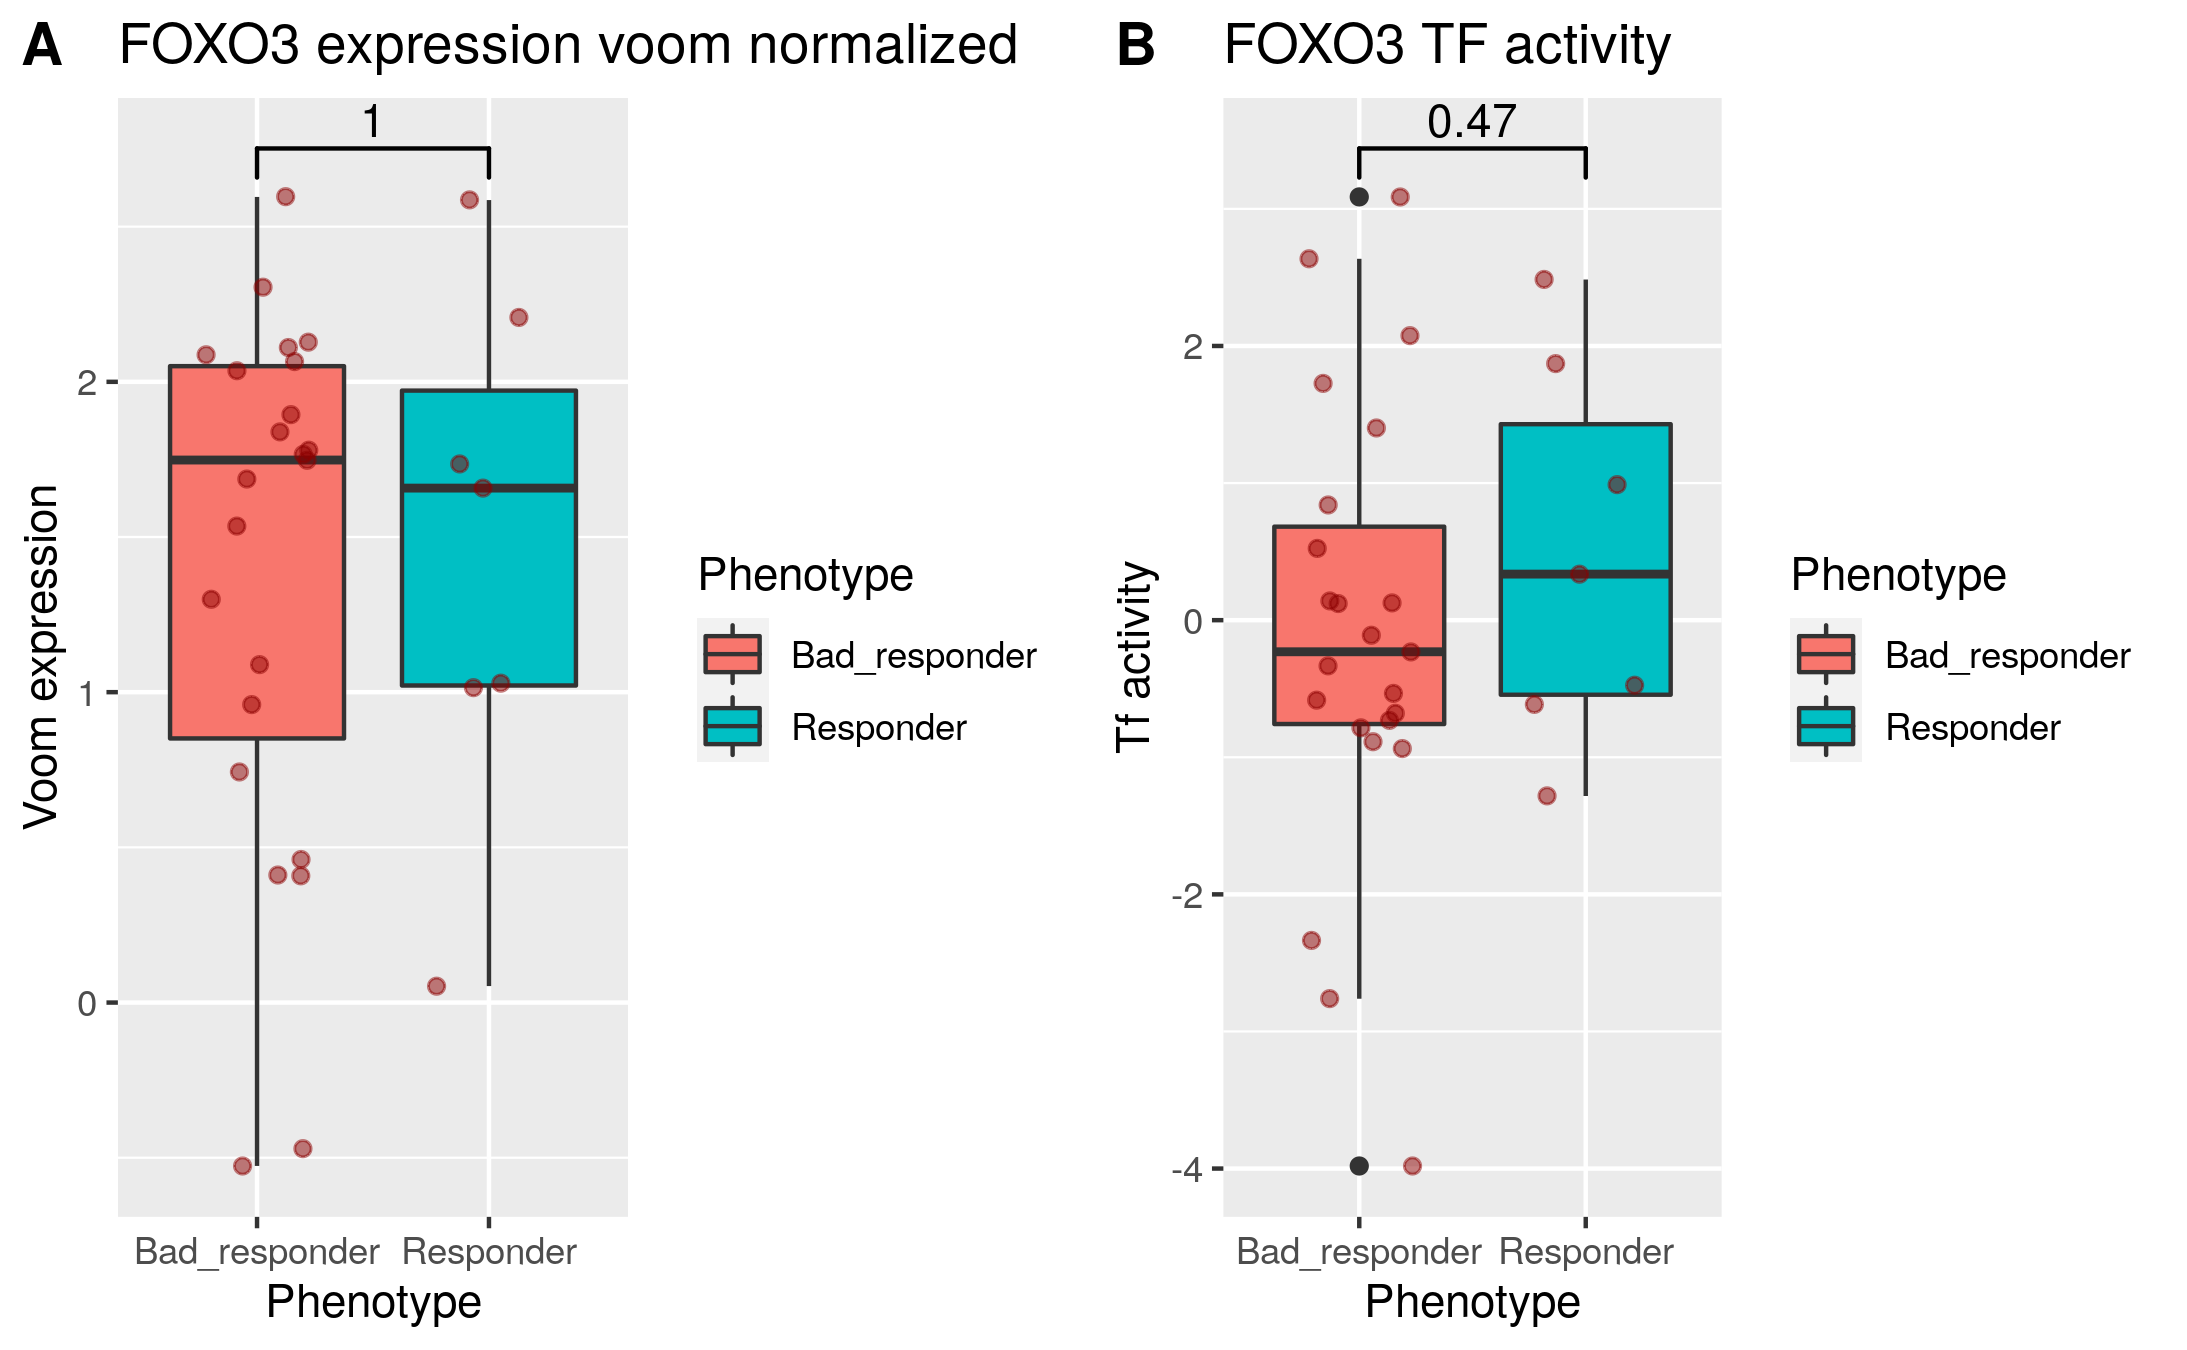 A FOXO3 expression voom normalized
1
2
1
0
Voom expression
Bad_responder Responder
Phenotype
Phenotype
Bad_responder
Responder
B FOXO3 TF activity
0.47
2
0
-2
-4
Tf activity
Bad_responder Responder
Phenotype
Phenotype
Bad_responder
Responder